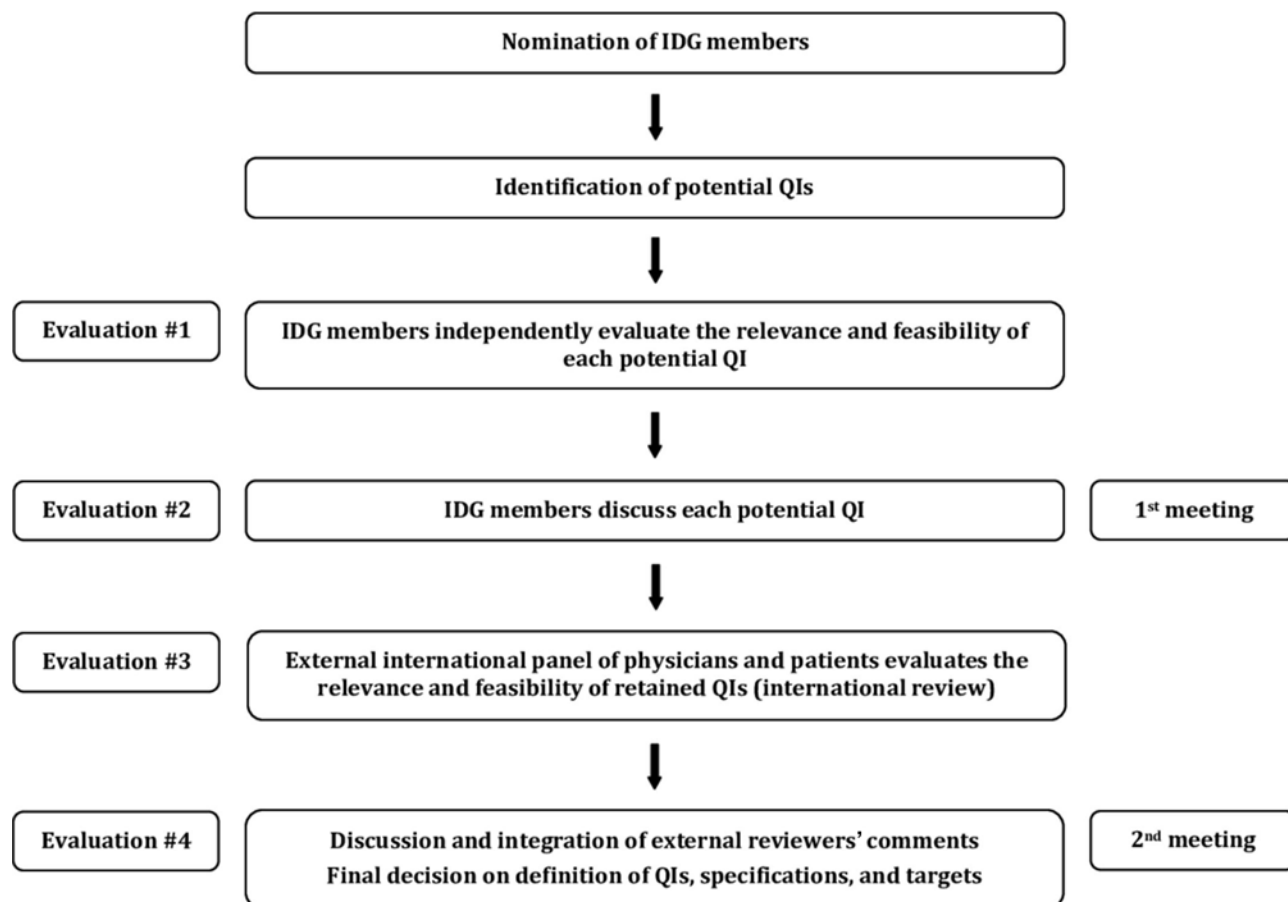 Nomination of IDG members
Identification of potential QIs
Evaluation #1
IDG members independently evaluate the relevance and feasibility of
each potential QI
Evaluation #2
IDG members discuss each potential QI
1st meeting
Evaluation #3
External international panel of physicians and patients evaluates the
relevance and feasibility of retained QIs (international review)
Evaluation #4
Discussion and integration of external reviewers’ comments
Final decision on definition of QIs, specifications, and targets
2nd meeting